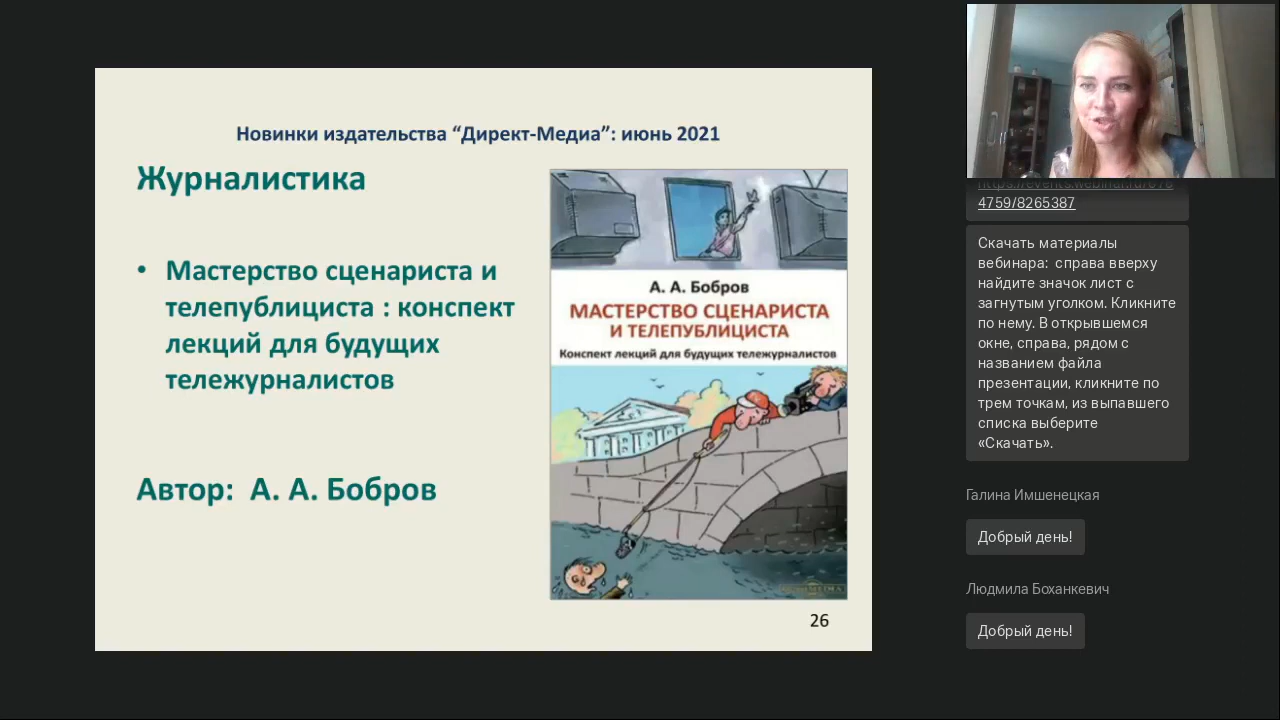 Новинки издательства “Директ-Медиа”: июнь 2021
Журналистика
• Мастерство сценариста и
телепублициста : конспект
лекций для будущих
тележурналистов
Автор: А. А. Бобров
А. А. Бобров
МАСТЕРСТВО СЦЕНАРИСТА
И ТЕЛЕПУБЛИЦИСТА
Конспект лекций для будущих тележурналистов
26
4759/8265387
Скачать материалы
вебинара: справа вверху
найдите значок лист с
загнутым уголком. Кликните
по нему. В открывшемся
окне, справа, рядом с
названием файла
презентации, кликните по
трем точкам, из выпавшего
списка выберите
«Скачать».
Галина Имшенецкая
Добрый день!
Людмила Боханкевич
Добрый день!